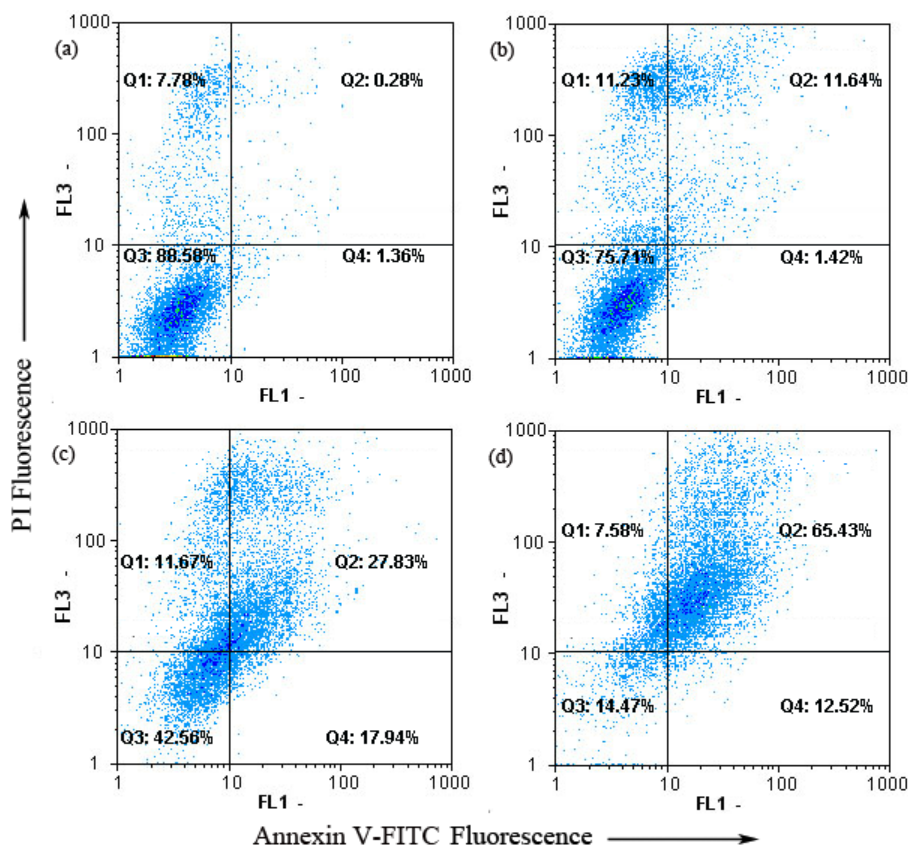 (a)
1000
100
10
1
1 10 100 1000
FL3 -
FL1 -
Q1: 7.78%
Q2: 0.28%
Q3: 88.58%
Q4: 1.36%
(b)
1000
100
10
1
1 10 100 1000
FL3 -
FL1 -
Q1: 11.23%
Q2: 11.64%
Q3: 75.71%
Q4: 1.42%
(c)
1000
100
10
1
1 10 100 1000
FL3 -
FL1 -
Q1: 11.67%
Q2: 27.83%
Q3: 42.56%
Q4: 17.94%
(d)
1000
100
10
1
1 10 100 1000
FL3 -
FL1 -
Q1: 7.58%
Q2: 65.43%
Q3: 14.47%
Q4: 12.52%
PI Fluorescence
Annexin V-FITC Fluorescence